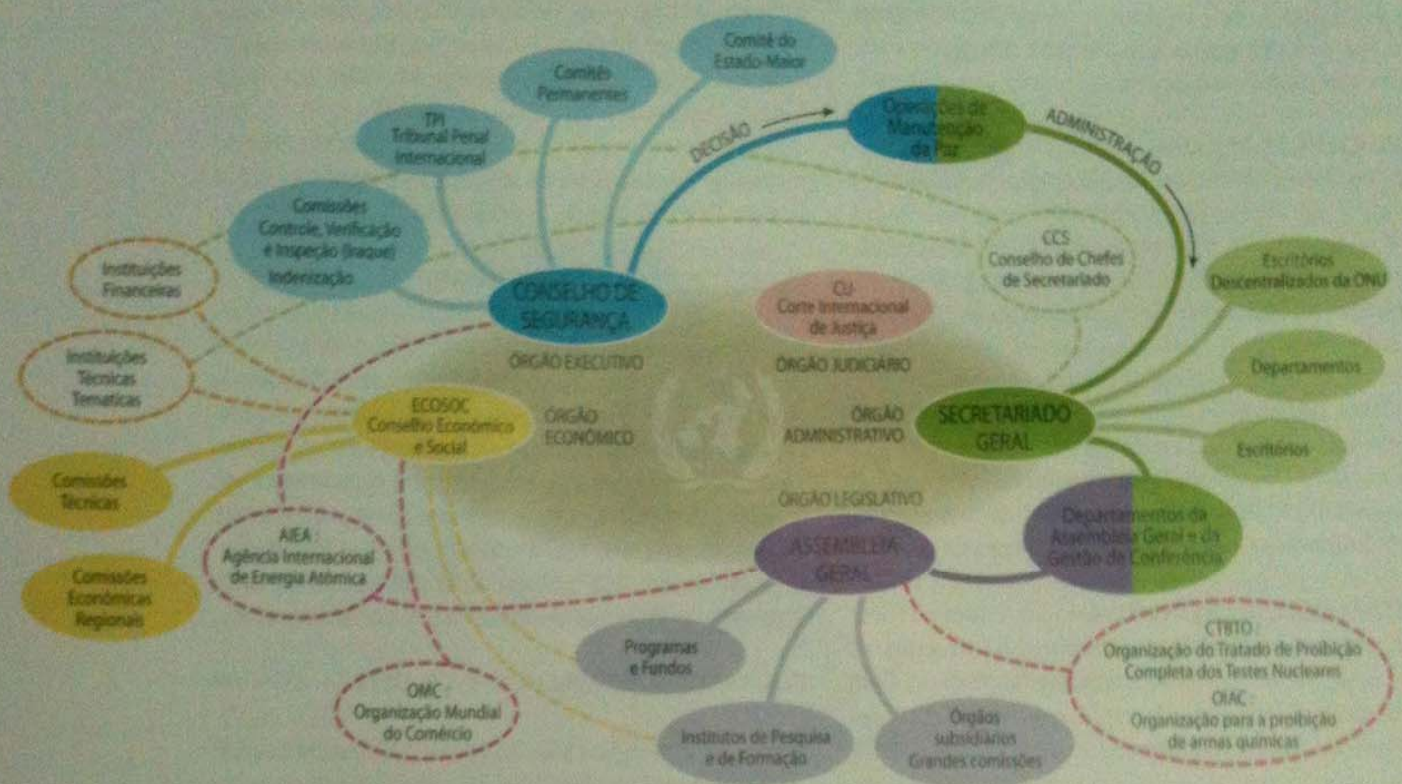 Comitê do
Estado-Maior
Comitês
Permanentes
TPI
Tribunal Penal
Internacional
Comissões
Controle, Verificação
e Inspeção (Iraque)
Indenização
Instituições
Financeiras
Instituições
Técnicas
Tematicas
DECISÃO
Operações de
Manutenção
da Paz
ADMINISTRAÇÃO
CCS
Conselho de Chefes
de Secretariado
Escritórios
Descentralizados da ONU
Departamentos
Escritórios
CONSELHO DE
SEGURANÇA
ÓRGÃO EXECUTIVO
CIJ
Corte Internacional
de Justiça
ÓRGÃO JUDICIÁRIO
ECOSOC
Conselho Econômico
e Social
ÓRGÃO
ECONÔMICO
ÓRGÃO
ADMINISTRATIVO
SECRETARIADO
GERAL
ÓRGÃO LEGISLATIVO
ASSEMBLEIA
GERAL
Departamentos da
Assembleia Geral e da
Gestão da Conferência
Comissões
Técnicas
Comissões
Econômicas
Regionais
AIEA :
Agência Internacional
de Energia Atômica
OMC :
Organização Mundial
do Comércio
Programas
e Fundos
Institutos de Pesquisa
e de Formação
Órgãos
subsidiários
Grandes comissões
CTBTO :
Organização do Tratado de Proibição
Completa dos Testes Nucleares
OIAC :
Organização para a proibição
de armas químicas